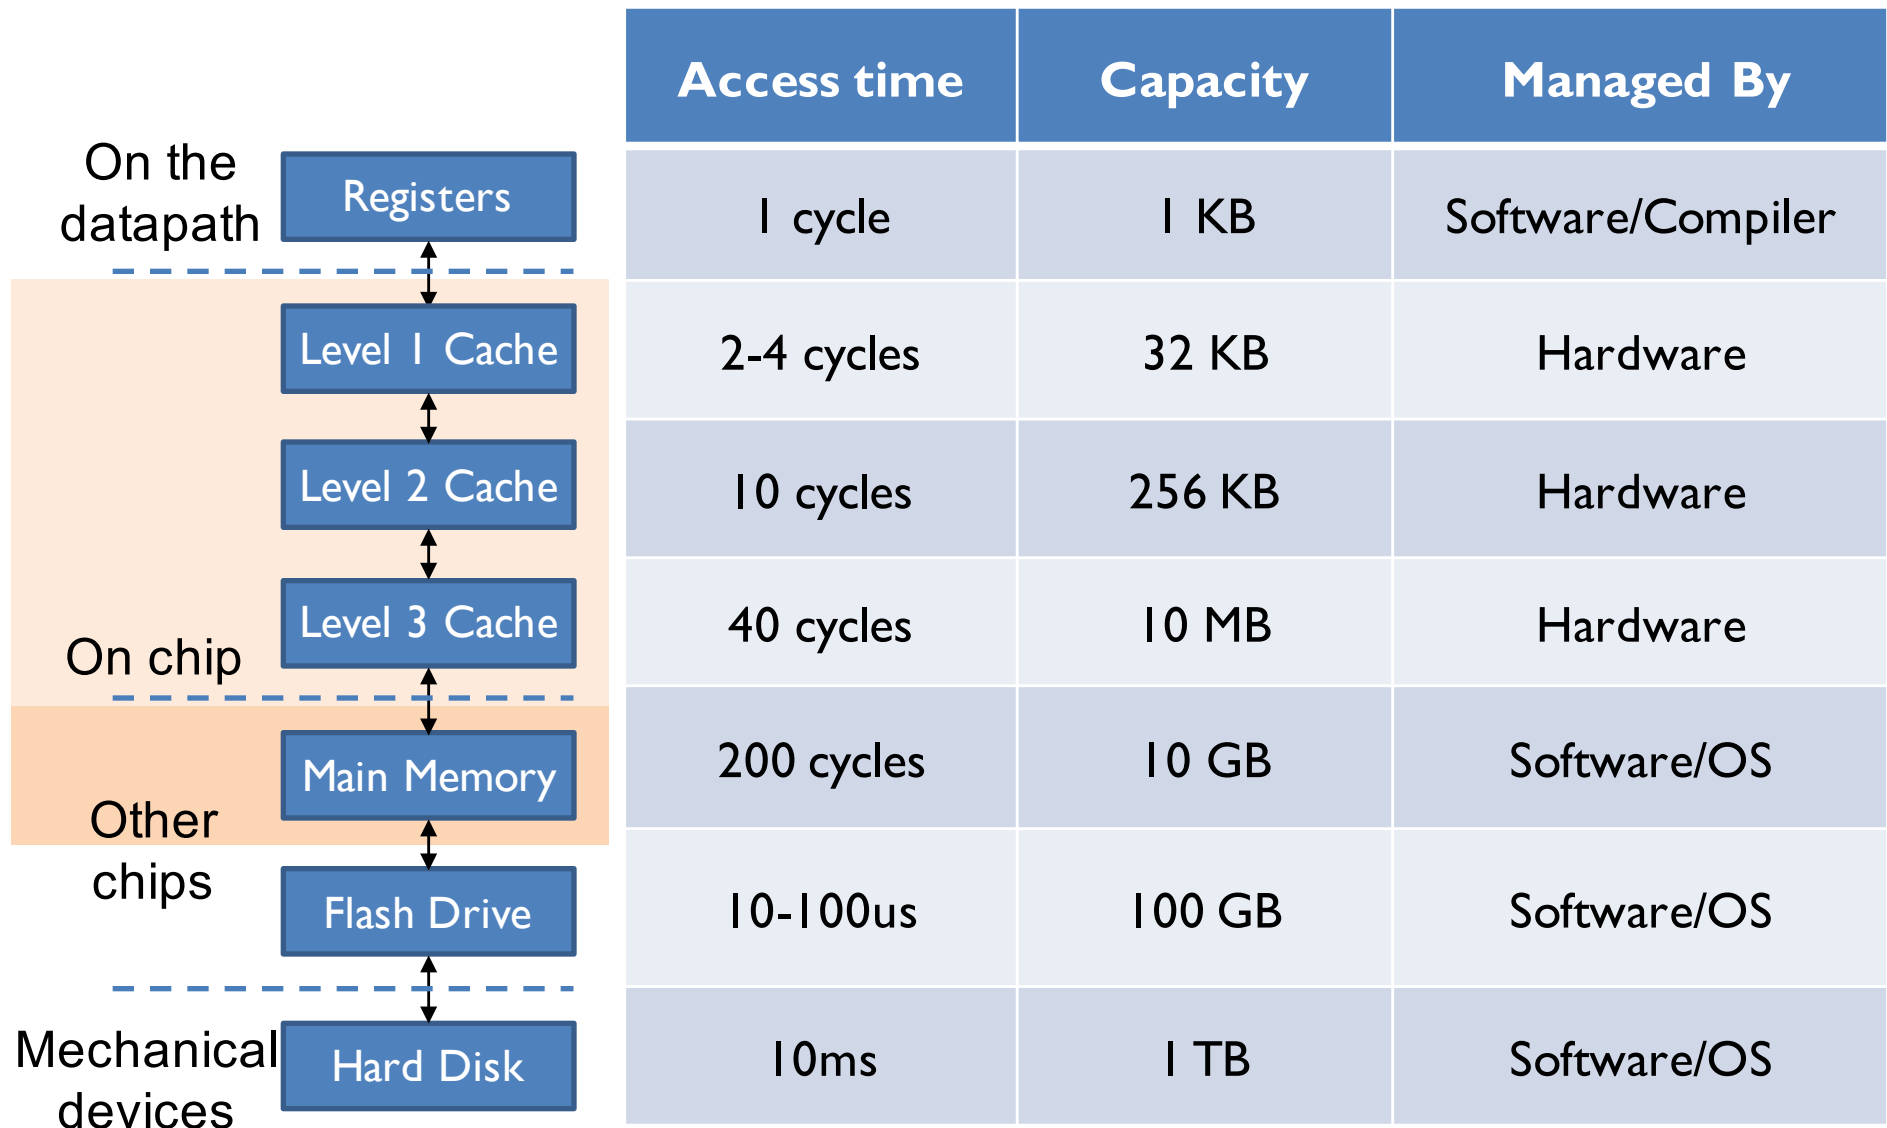 Access time Capacity Managed By
On the
datapath
Registers 1 cycle 1 KB Software/Compiler
Level 1 Cache 2-4 cycles 32 KB Hardware
Level 2 Cache 10 cycles 256 KB Hardware
Level 3 Cache 40 cycles 10 MB Hardware
On chip
Main Memory 200 cycles 10 GB Software/OS
Other
chips
Flash Drive 10-100us 100 GB Software/OS
Mechanical
devices
Hard Disk 10ms 1 TB Software/OS